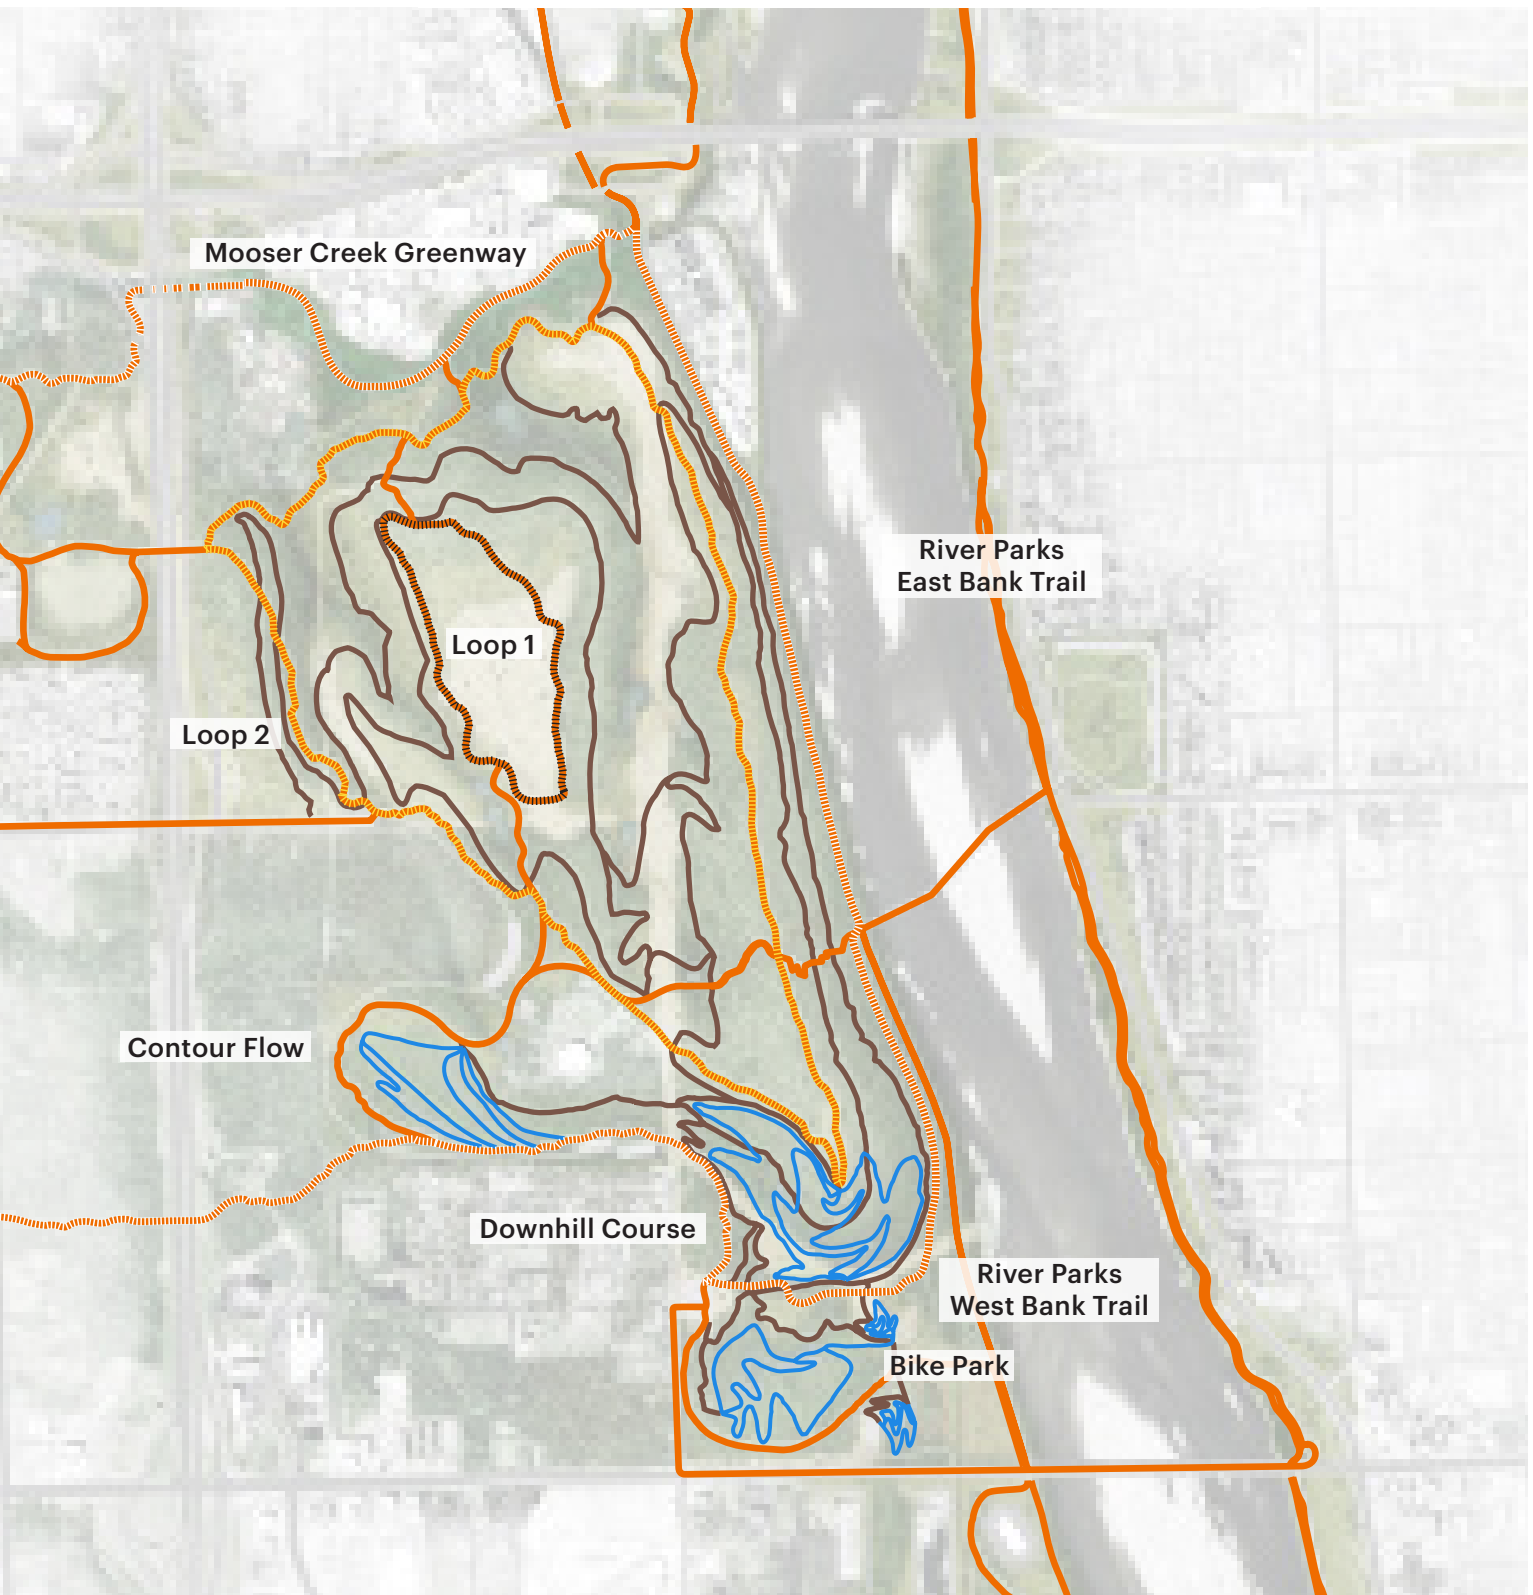 Mooser Creek Greenway
River Parks
East Bank Trail
Loop 1
Loop 2
Contour Flow
Downhill Course
River Parks
West Bank Trail
Bike Park